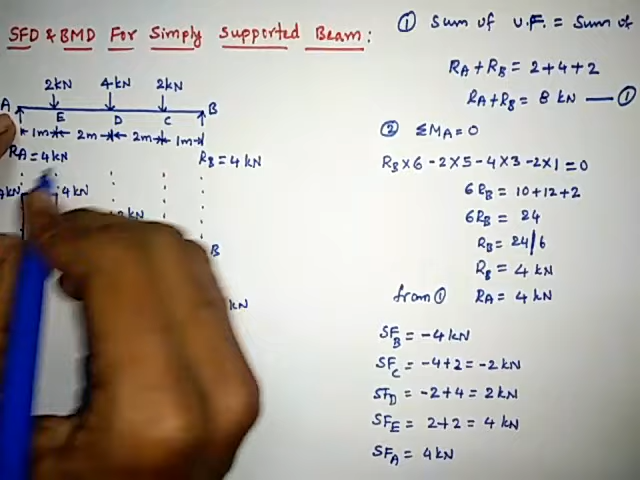 SFD & BMD For Simply Supported Beam :
2kN 4kN 2kN
A B
E D C
1m 2m 2m 1m
RA = 4kN RB = 4 kN
4 kN
B
kN
① Sum of U.F. = Sum of
RA + RB = 2+4+2
RA + RB = 8 kN — ①
② ΣMA = 0
RB × 6 - 2×5 - 4×3 - 2×1 = 0
6RB = 10+12+2
6RB = 24
RB = 24/6
RB = 4 kN
from ① RA = 4 kN
SFB = -4 kN
SFC = -4+2 = -2kN
SFD = -2+4 = 2kN
SFE = 2+2 = 4 kN
SFA = 4kN